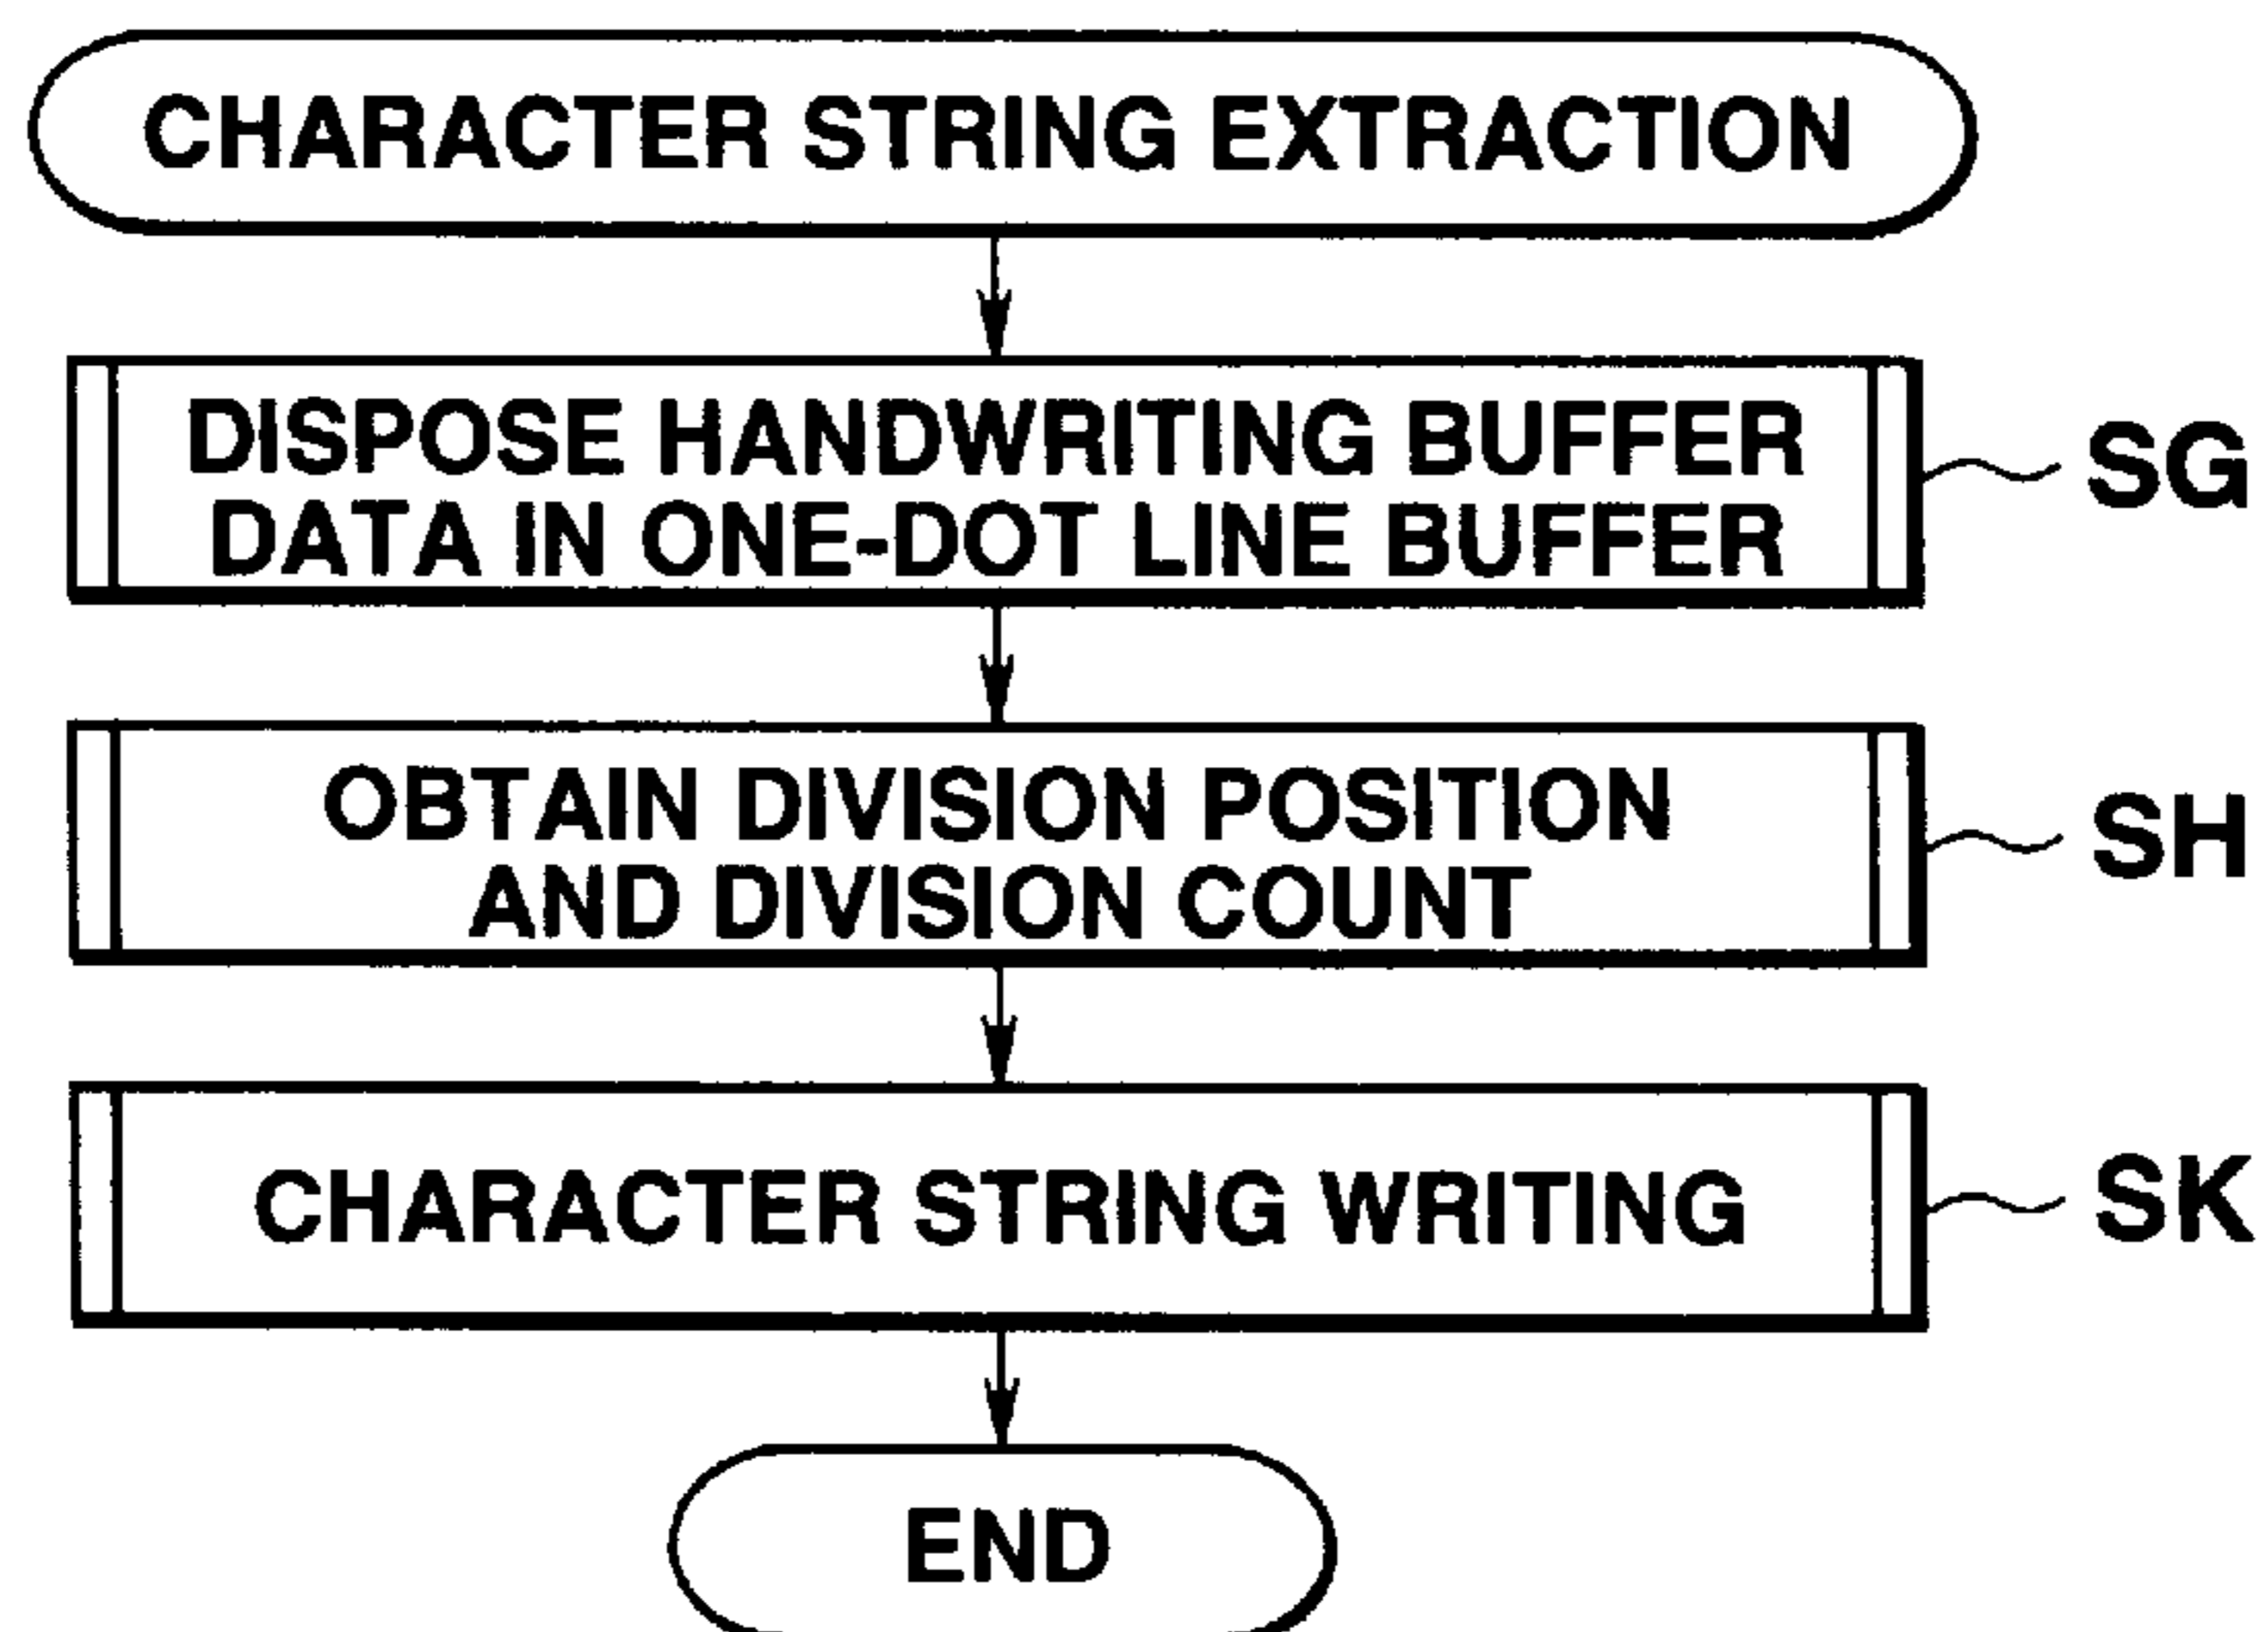 CHARACTER STRING EXTRACTION
DISPOSE HANDWRITING BUFFER
DATA IN ONE-DOT LINE BUFFER
SG
OBTAIN DIVISION POSITION
AND DIVISION COUNT
SH
CHARACTER STRING WRITING
SK
END